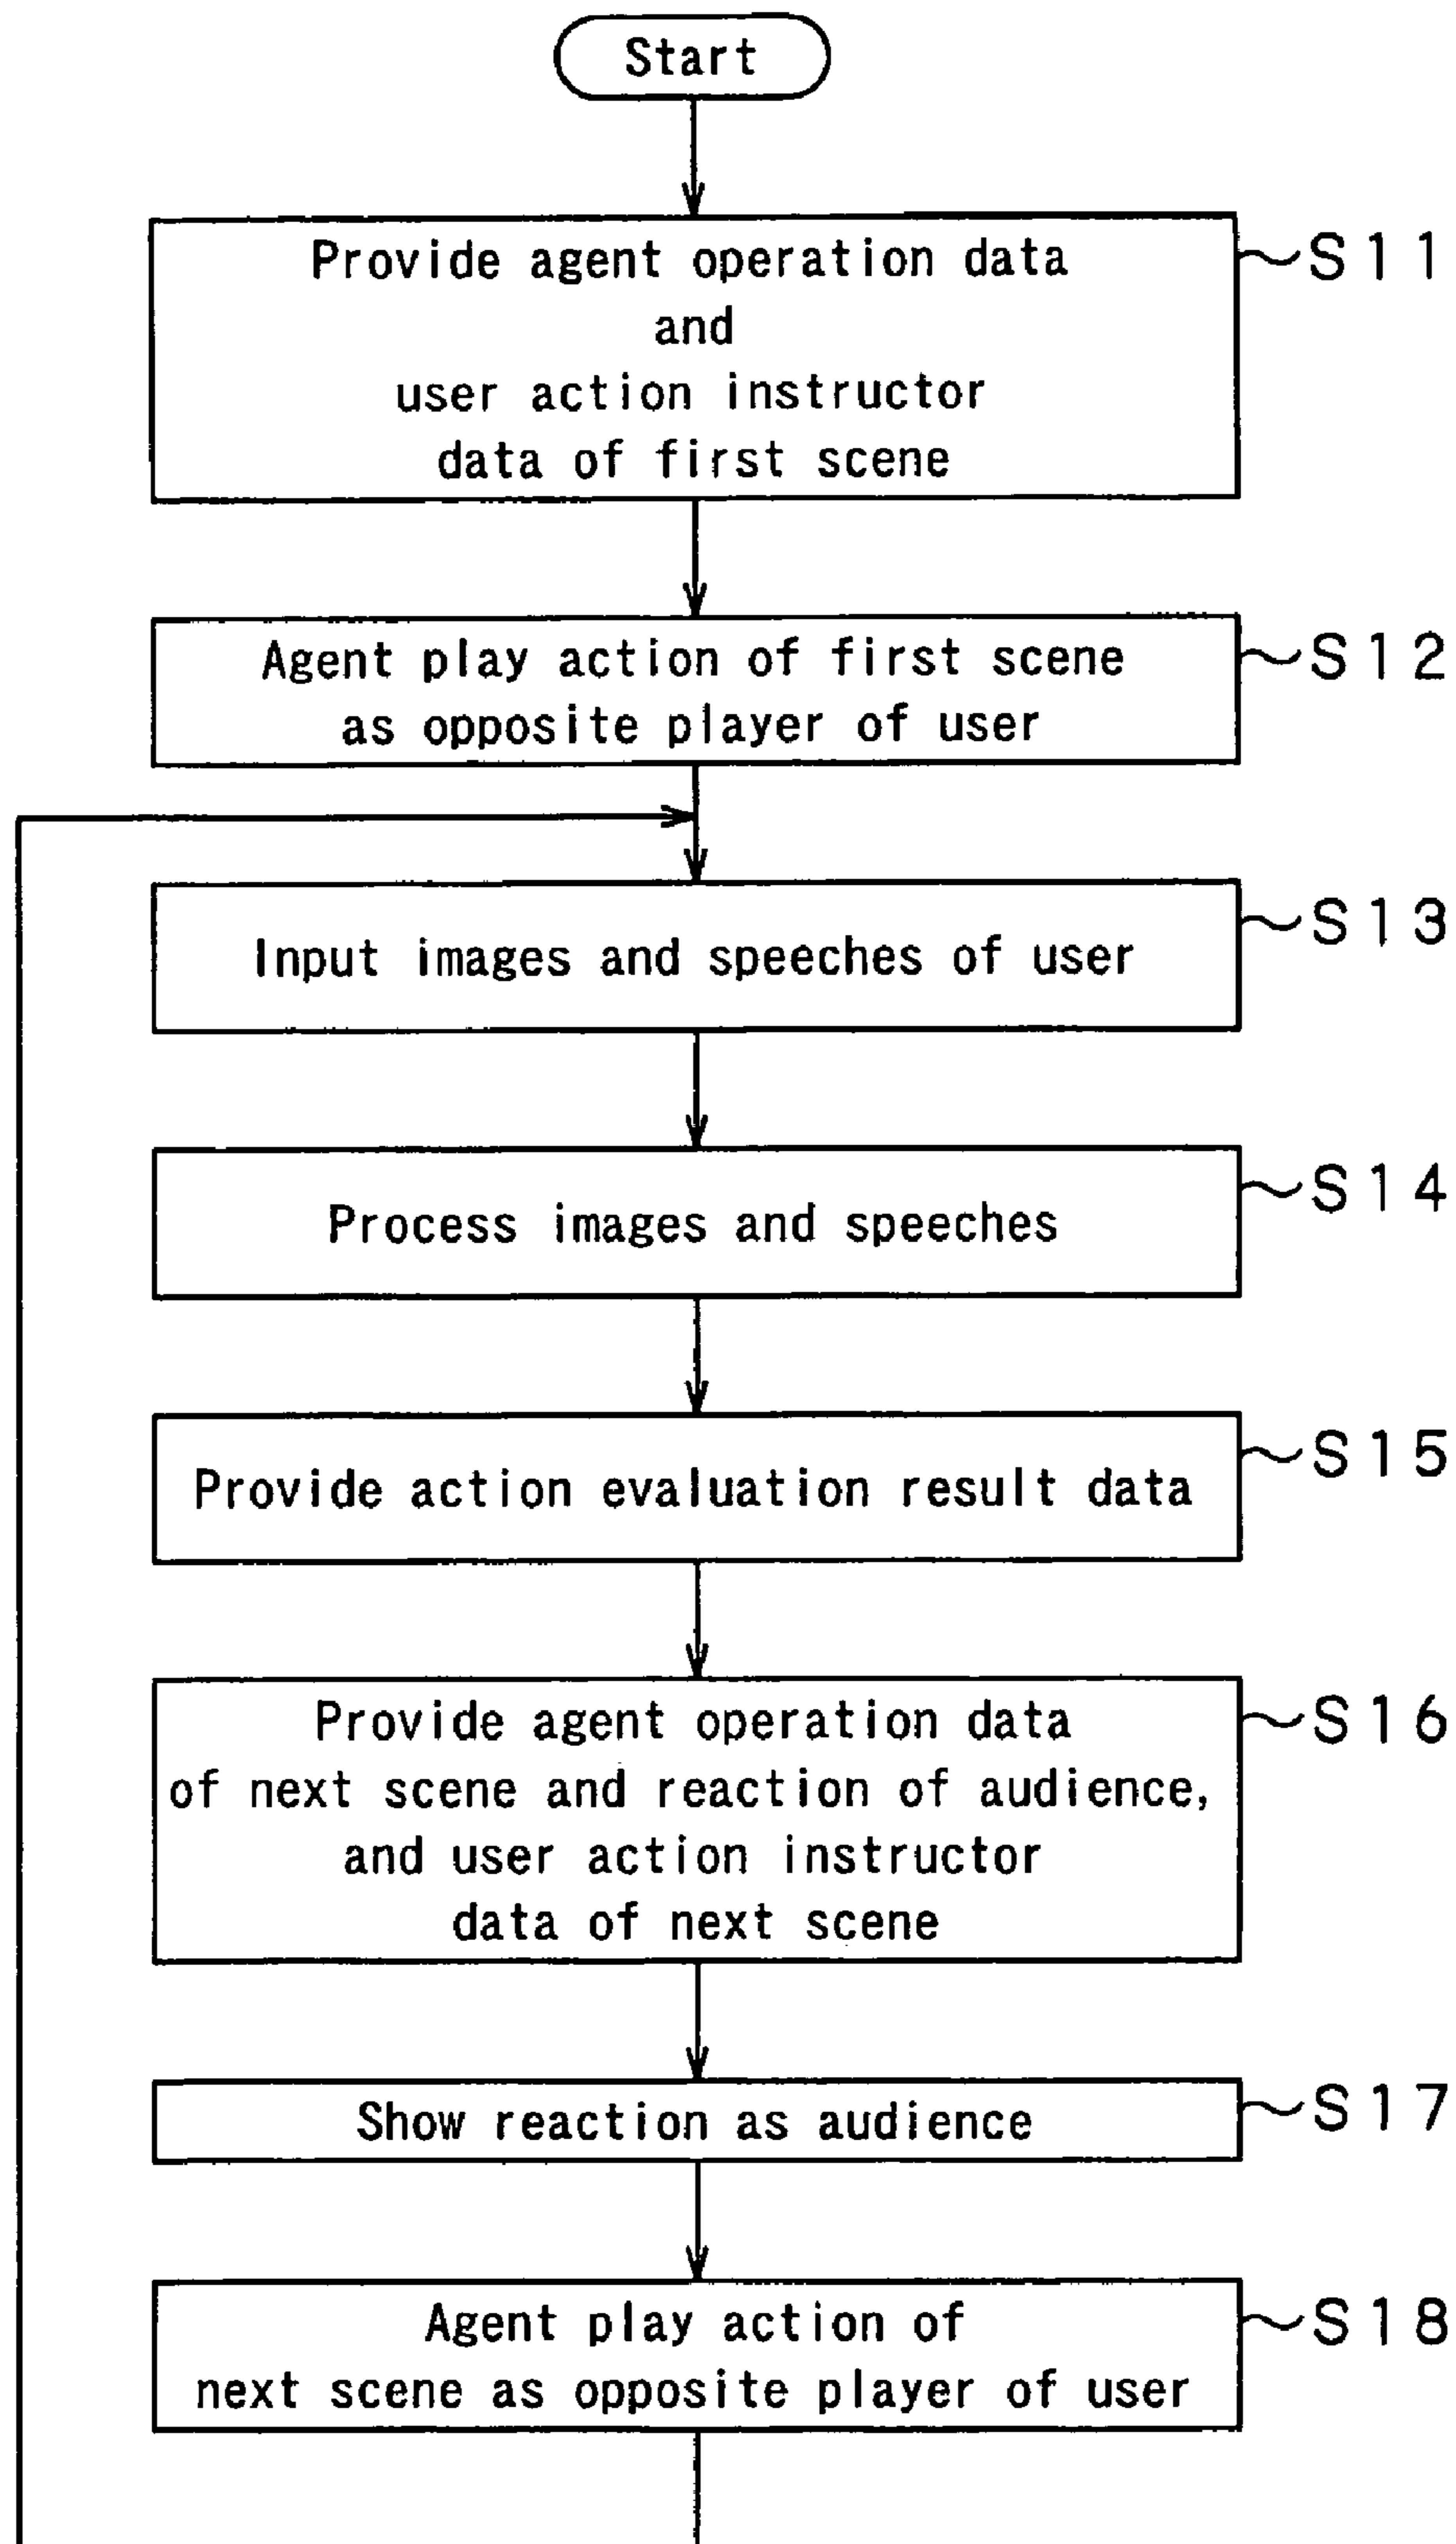 Start
Provide agent operation data
and
user action instructor
data of first scene
S11
Agent play action of first scene
as opposite player of user
S12
Input images and speeches of user
S13
Process images and speeches
S14
Provide action evaluation result data
S15
Provide agent operation data
of next scene and reaction of audience,
and user action instructor
data of next scene
S16
Show reaction as audience
S17
Agent play action of
next scene as opposite player of user
S18